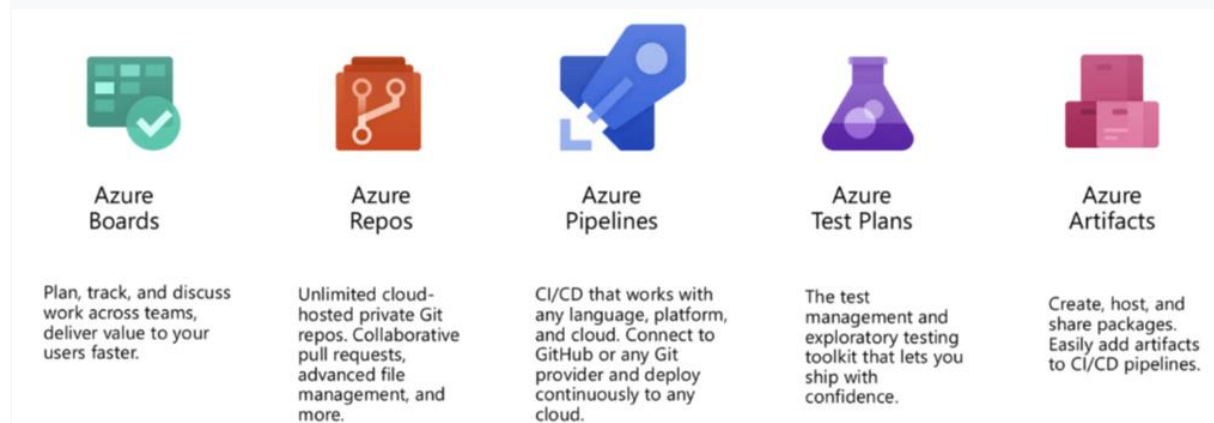 Azure
Boards
Azure
Repos
Azure
Pipelines
Azure
Test Plans
Azure
Artifacts
Plan, track, and discuss
work across teams,
deliver value to your
users faster.
Unlimited cloud-
hosted private Git
repos. Collaborative
pull requests,
advanced file
management, and
more.
CI/CD that works with
any language, platform,
and cloud. Connect to
GitHub or any Git
provider and deploy
continuously to any
cloud.
The test
management and
exploratory testing
toolkit that lets you
ship with
confidence.
Create, host, and
share packages.
Easily add artifacts
to CI/CD pipelines.